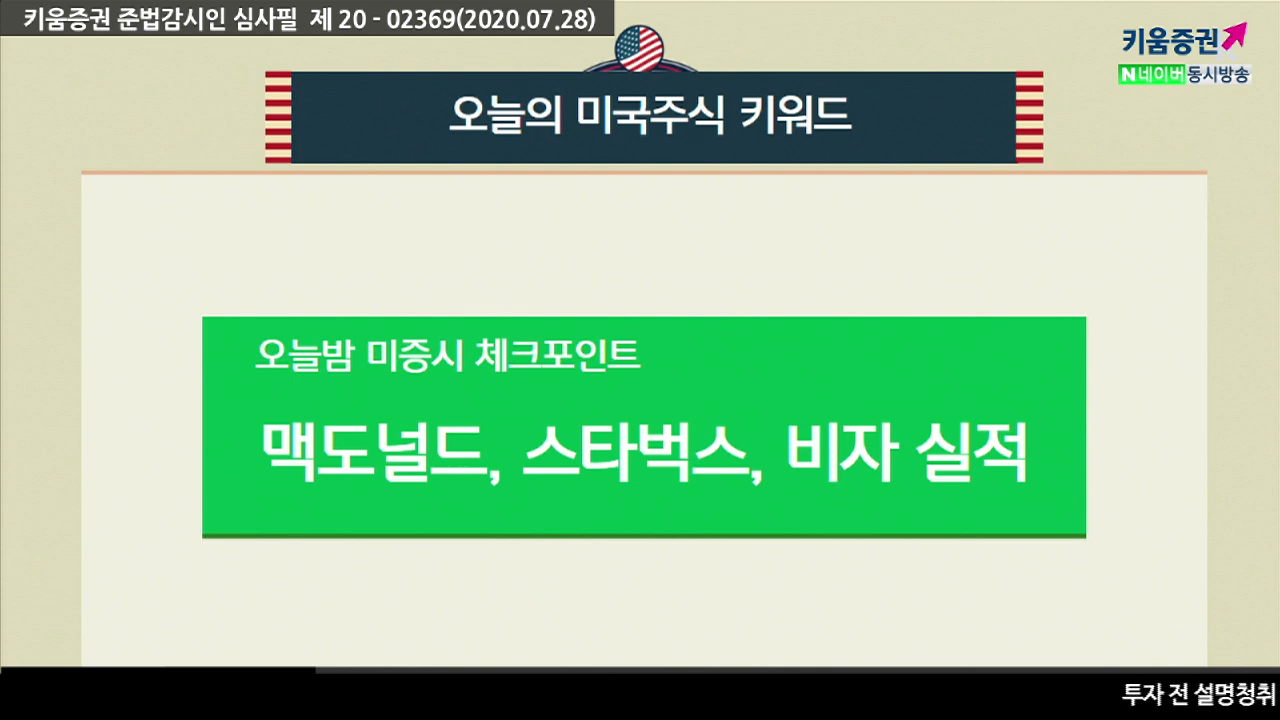 키움증권 준법감시인 심사필 제 20 - 02369(2020.07.28)
키움증권
N네이버 동시방송
오늘의 미국주식 키워드
오늘밤 미증시 체크포인트
맥도널드, 스타벅스, 비자 실적
투자 전 설명청취